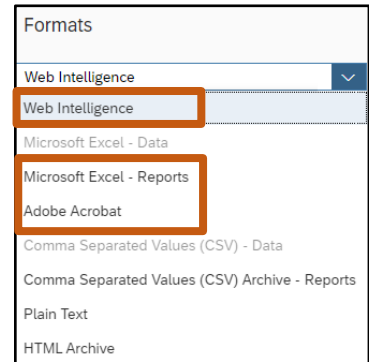 Formats
Web Intelligence
Web Intelligence
Microsoft Excel - Data
Microsoft Excel - Reports
Adobe Acrobat
Comma Separated Values (CSV) - Data
Comma Separated Values (CSV) Archive - Reports
Plain Text
HTML Archive